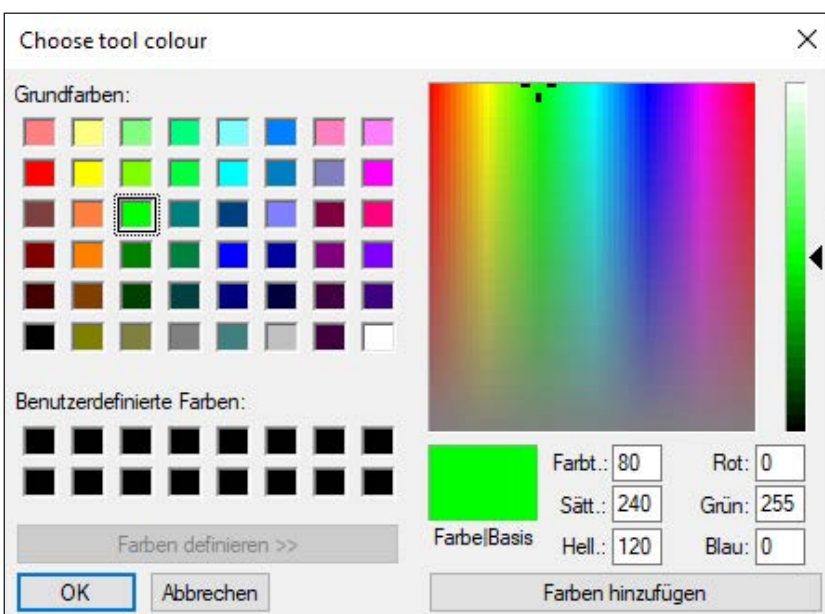 Choose tool colour
Grundfarben:
Benutzerdefinierte Farben:
Farben definieren >>
OK
Abbrechen
Farbe|Basis
Farbt.: 80
Sätt.: 240
Hell.: 120
Rot: 0
Grün: 255
Blau: 0
Farben hinzufügen